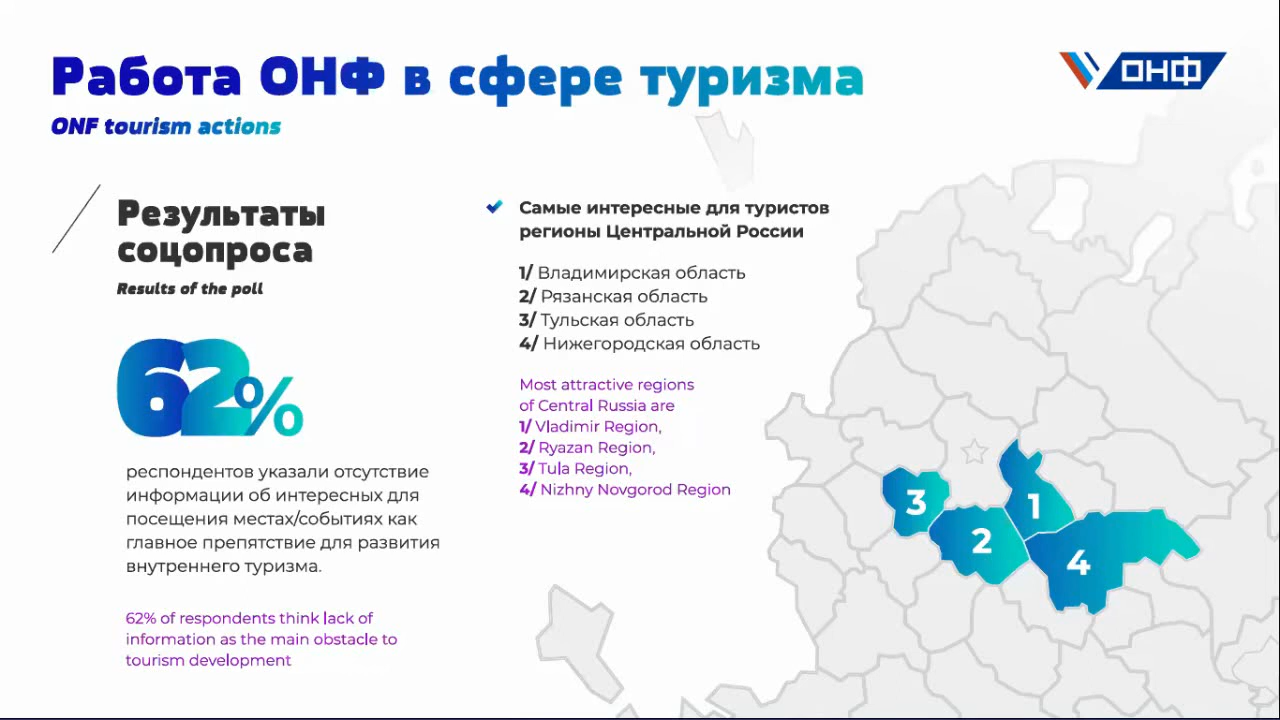 Работа ОНФ в сфере туризма
ONF tourism actions
ОНФ
Результаты
соцопроса
Results of the poll
62%
респондентов указали отсутствие
информации об интересных для
посещения местах/событиях как
главное препятствие для развития
внутреннего туризма.
62% of respondents think lack of
information as the main obstacle to
tourism development
Самые интересные для туристов
регионы Центральной России
1/ Владимирская область
2/ Рязанская область
3/ Тульская область
4/ Нижегородская область
Most attractive regions
of Central Russia are
1/ Vladimir Region,
2/ Ryazan Region,
3/ Tula Region,
4/ Nizhny Novgorod Region
3
1
2
4